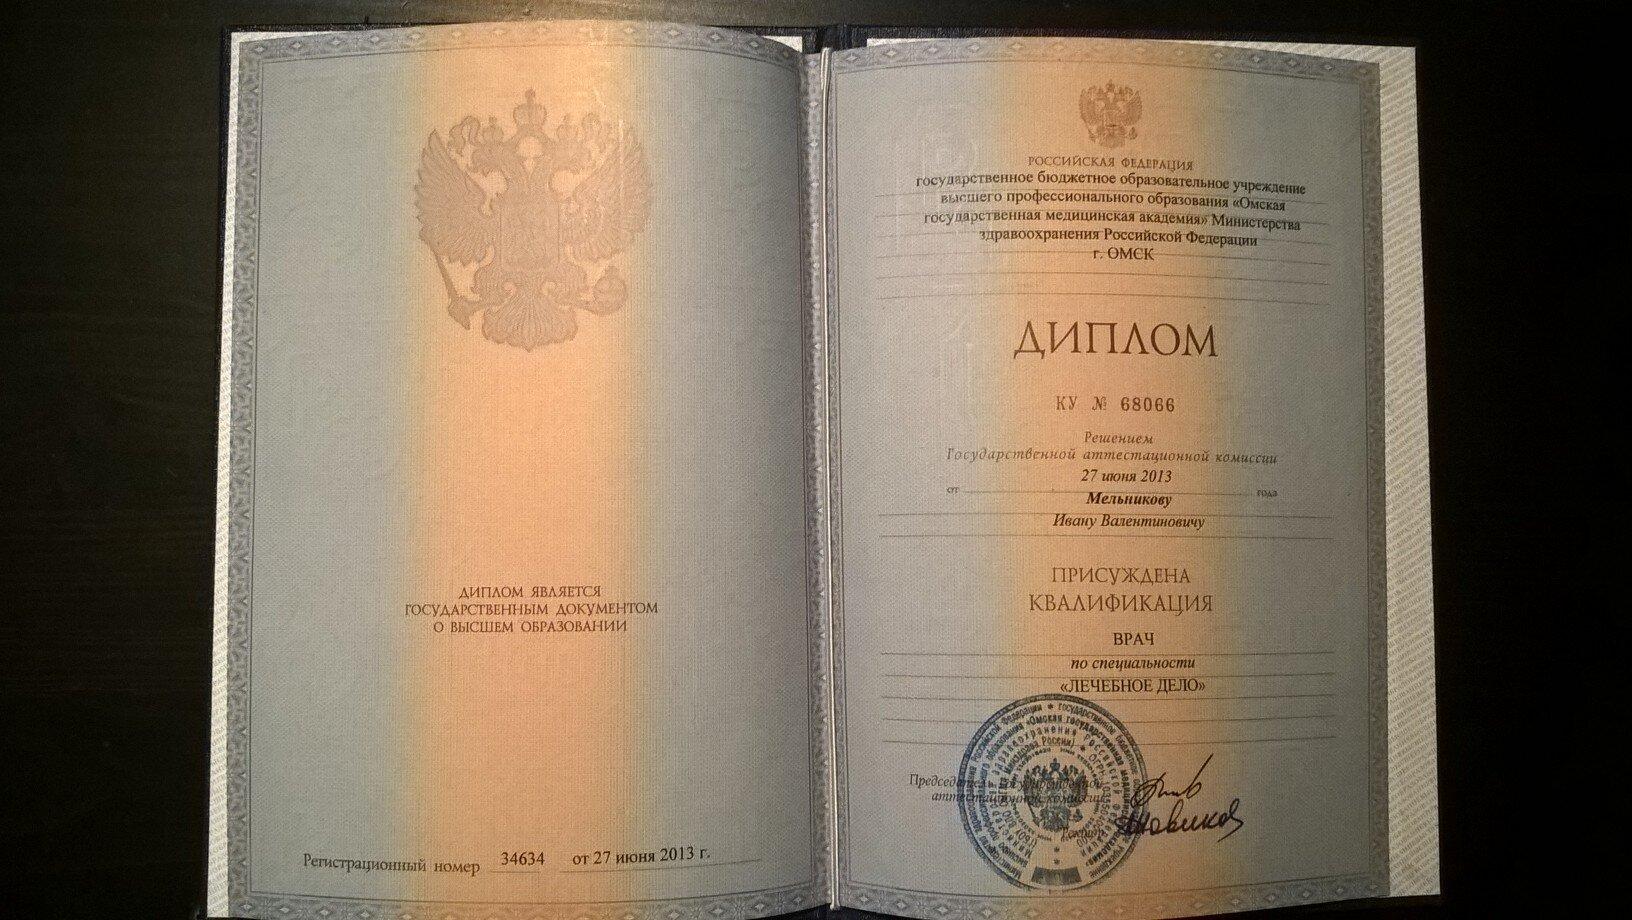 ДИПЛОМ ЯВЛЯЕТСЯ
ГОСУДАРСТВЕННЫМ ДОКУМЕНТОМ
О ВЫСШЕМ ОБРАЗОВАНИИ
Регистрационный номер 34634 от 27 июня 2013 г.
РОССИЙСКАЯ ФЕДЕРАЦИЯ
государственное бюджетное образовательное учреждение
высшего профессионального образования «Омская
государственная медицинская академия» Министерства
здравоохранения Российской Федерации
г. ОМСК
ДИПЛОМ
КУ № 68066
Решением
Государственной аттестационной комиссии
27 июня 2013
от года
Мельникову
Ивану Валентиновичу
ПРИСУЖДЕНА
КВАЛИФИКАЦИЯ
ВРАЧ
по специальности
«ЛЕЧЕБНОЕ ДЕЛО»
Председатель Государственной
аттестационной комиссии
Ректор